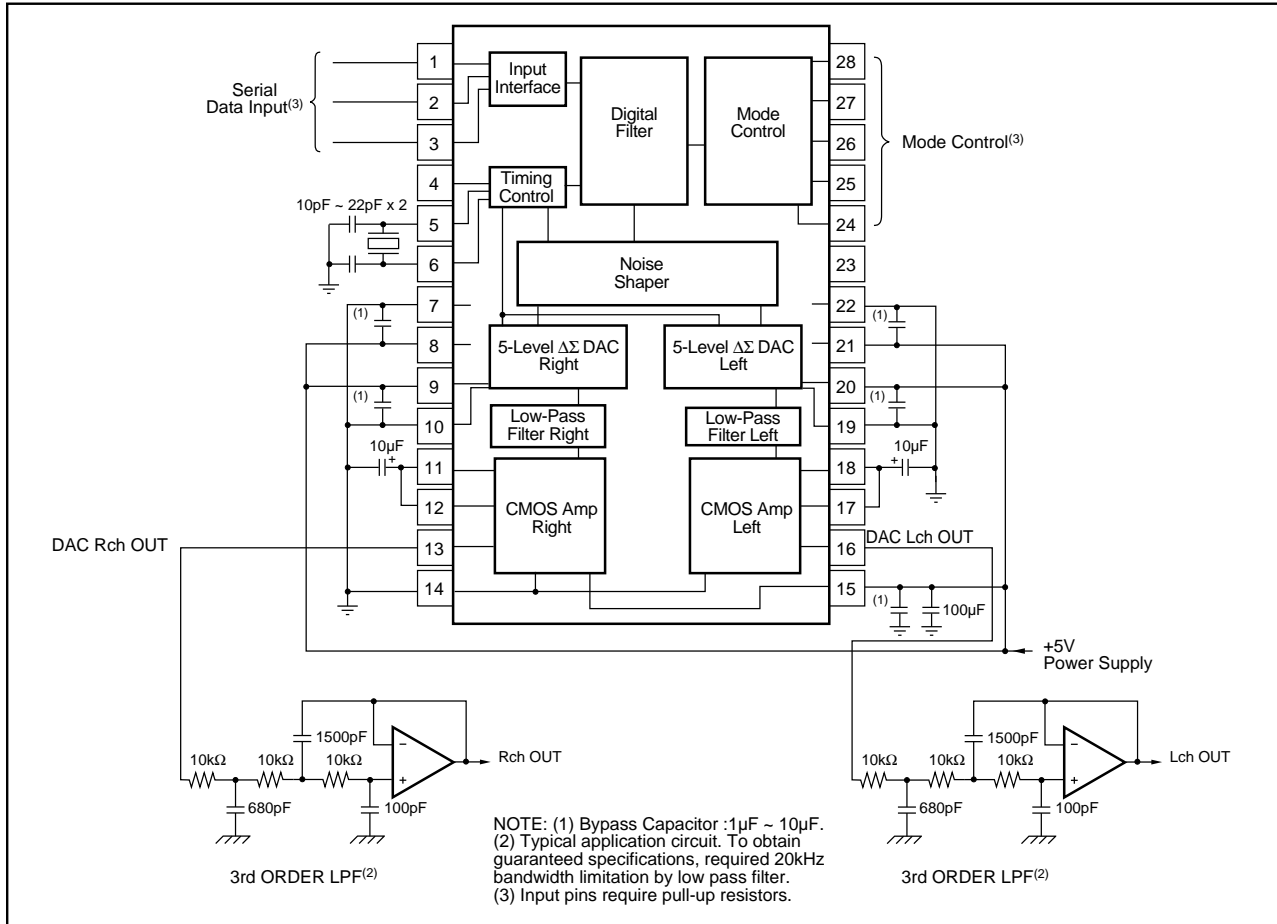 1
28
Input
Interface
Serial
Data Input(3)
2
27
Digital
Filter
Mode
Control
3
26
Mode Control(3)
4
Timing
Control
25
10pF ~ 22pF x 2
5
24
6
Noise
Shaper
23
7
22
(1)
(1)
8
5-Level ΔΣ DAC
Right
5-Level ΔΣ DAC
Left
21
9
20
(1)
(1)
10
Low-Pass
Filter Right
Low-Pass
Filter Left
19
10µF
+
11
18
10µF
+
12
CMOS Amp
Right
CMOS Amp
Left
17
DAC Rch OUT
13
16
DAC Lch OUT
14
15
(1)
100µF
+5V
Power Supply
1500pF
10kΩ
10kΩ
10kΩ
−
+
Rch OUT
680pF
100pF
3rd ORDER LPF(2)
1500pF
10kΩ
10kΩ
10kΩ
−
+
Lch OUT
680pF
100pF
3rd ORDER LPF(2)
NOTE: (1) Bypass Capacitor :1µF ~ 10µF.
(2) Typical application circuit. To obtain
guaranteed specifications, required 20kHz
bandwidth limitation by low pass filter.
(3) Input pins require pull-up resistors.